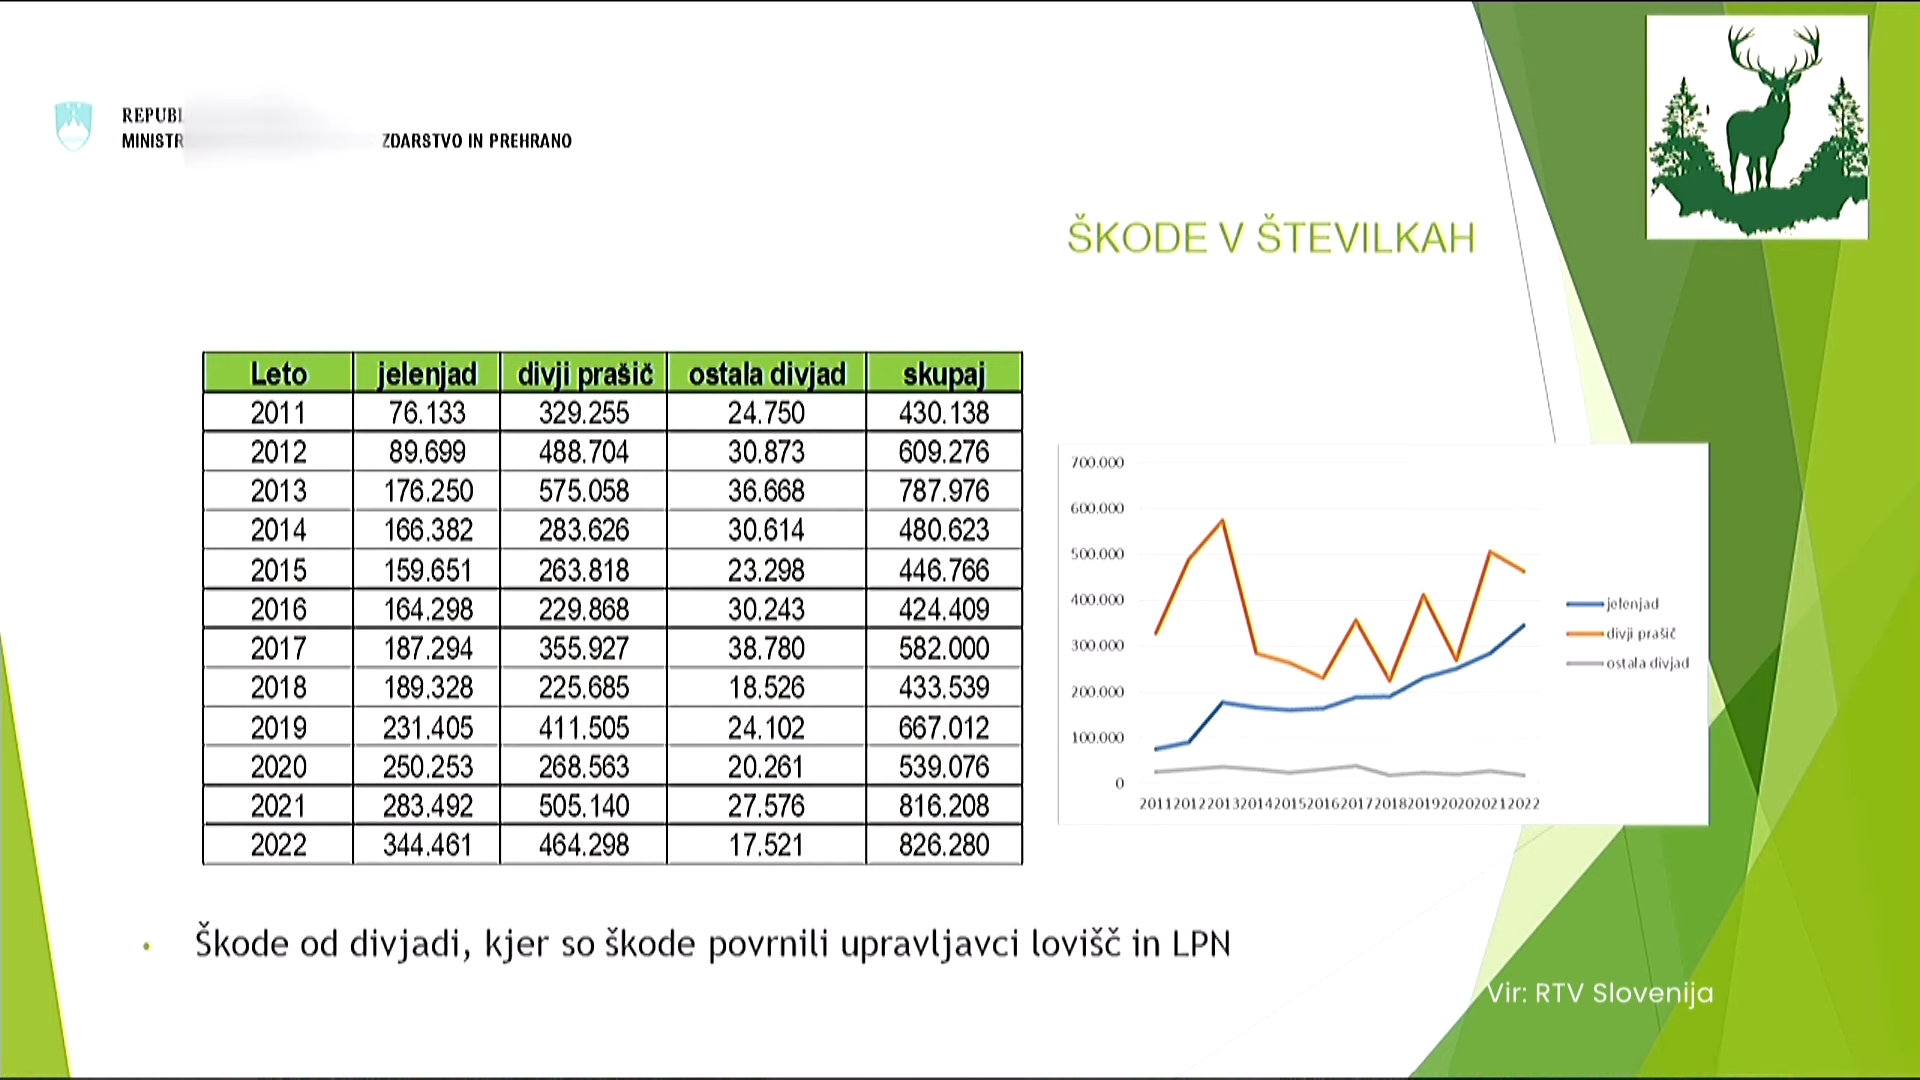 MINISTR ZDARSTVO IN PREHRANO
ŠKODE V ŠTEVILKAH
Leto jelenjad divji prašič ostala divjad skupaj
2011 76.133 329.255 24.750 430.138
2012 89.699 488.704 30.873 609.276
2013 176.250 575.058 36.668 787.976
2014 166.382 283.626 30.614 480.623
2015 159.651 263.818 23.298 446.766
2016 164.298 229.868 30.243 424.409
2017 187.294 355.927 38.780 582.000
2018 189.328 225.685 18.526 433.539
2019 231.405 411.505 24.102 667.012
2020 250.253 268.563 20.261 539.076
2021 283.492 505.140 27.576 816.208
2022 344.461 464.298 17.521 826.280
700.000
600.000
500.000
400.000
300.000
200.000
100.000
0
2011 2012 2013 2014 2015 2016 2017 2018 2019 2020 2021 2022
jelenjad
divji prašič
ostala divjad
• Škode od divjadi, kjer so škode povrnili upravljavci lovišč in LPN
Vir: RTV Slovenija